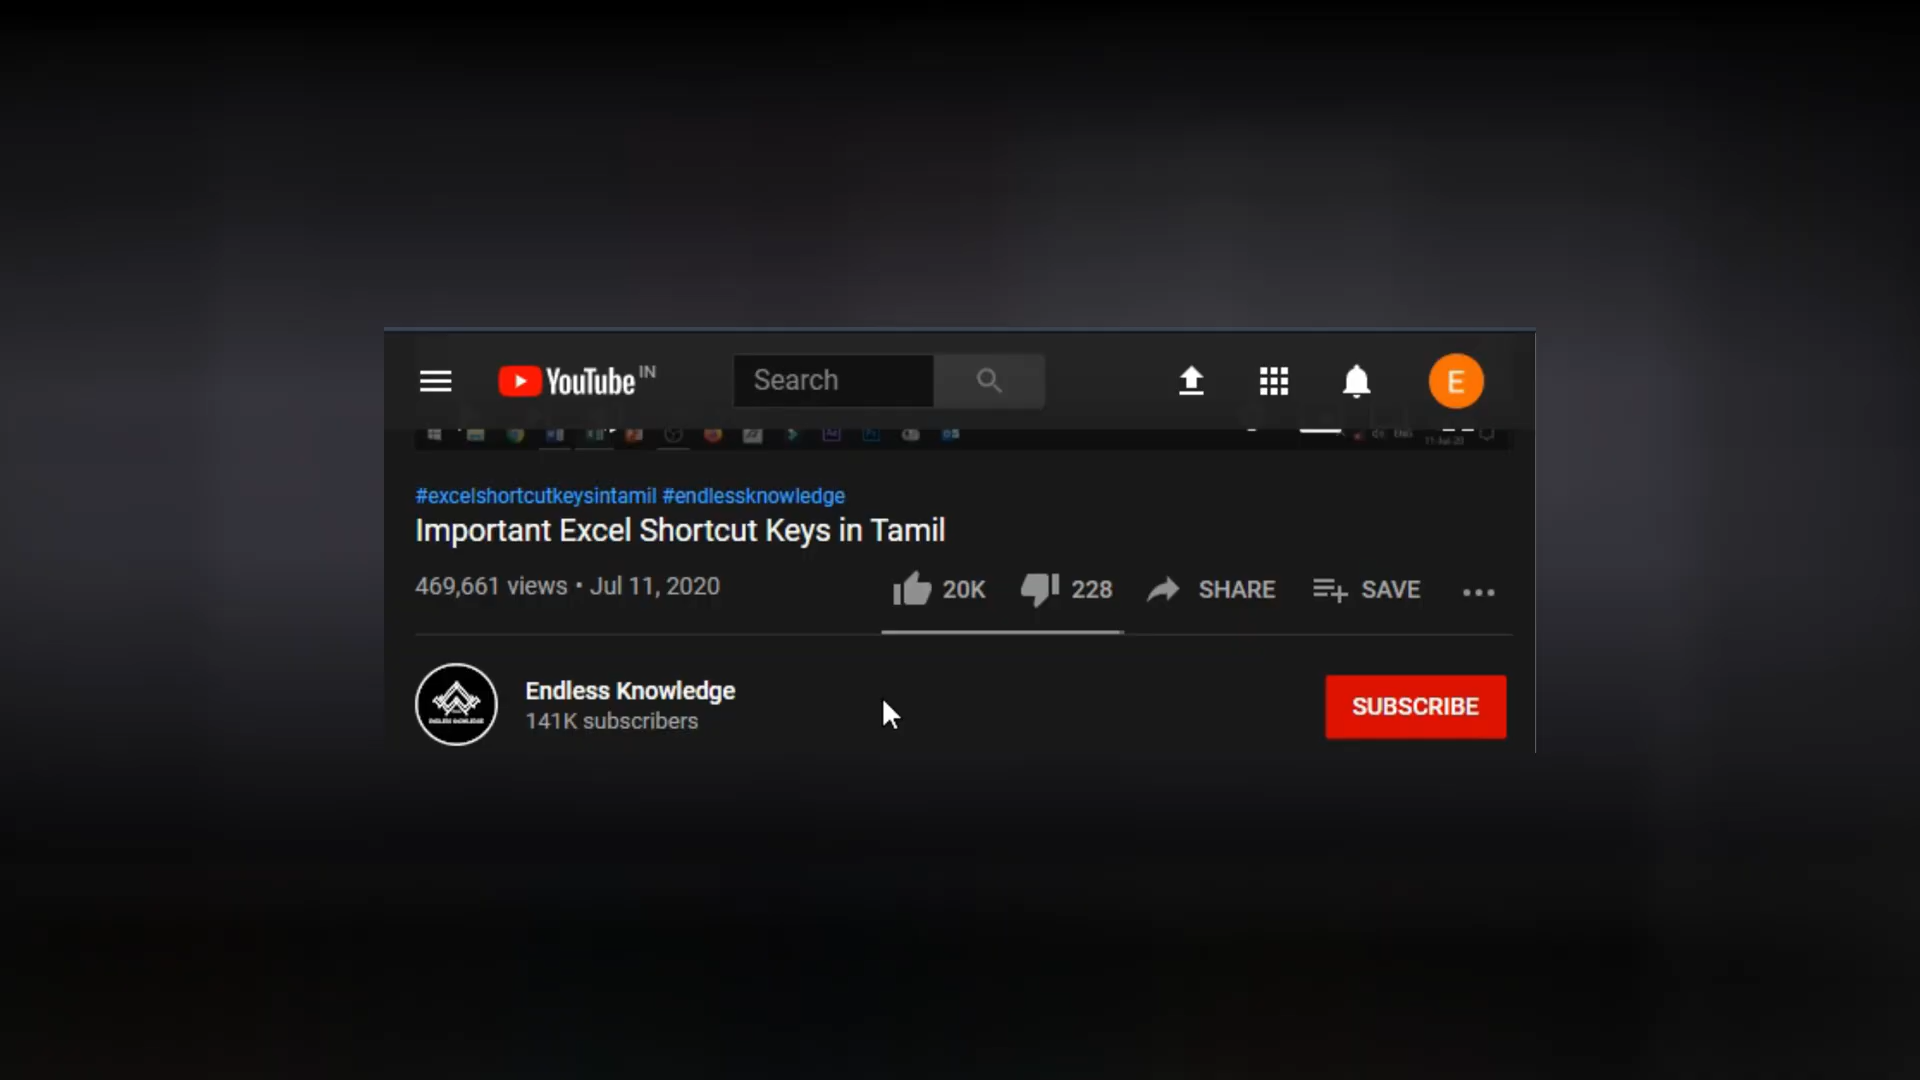 YouTube IN
Search
E
#excelshortcutkeysintamil #endlessknowledge
Important Excel Shortcut Keys in Tamil
469,661 views • Jul 11, 2020
20K 228 SHARE SAVE
Endless Knowledge
141K subscribers
SUBSCRIBE